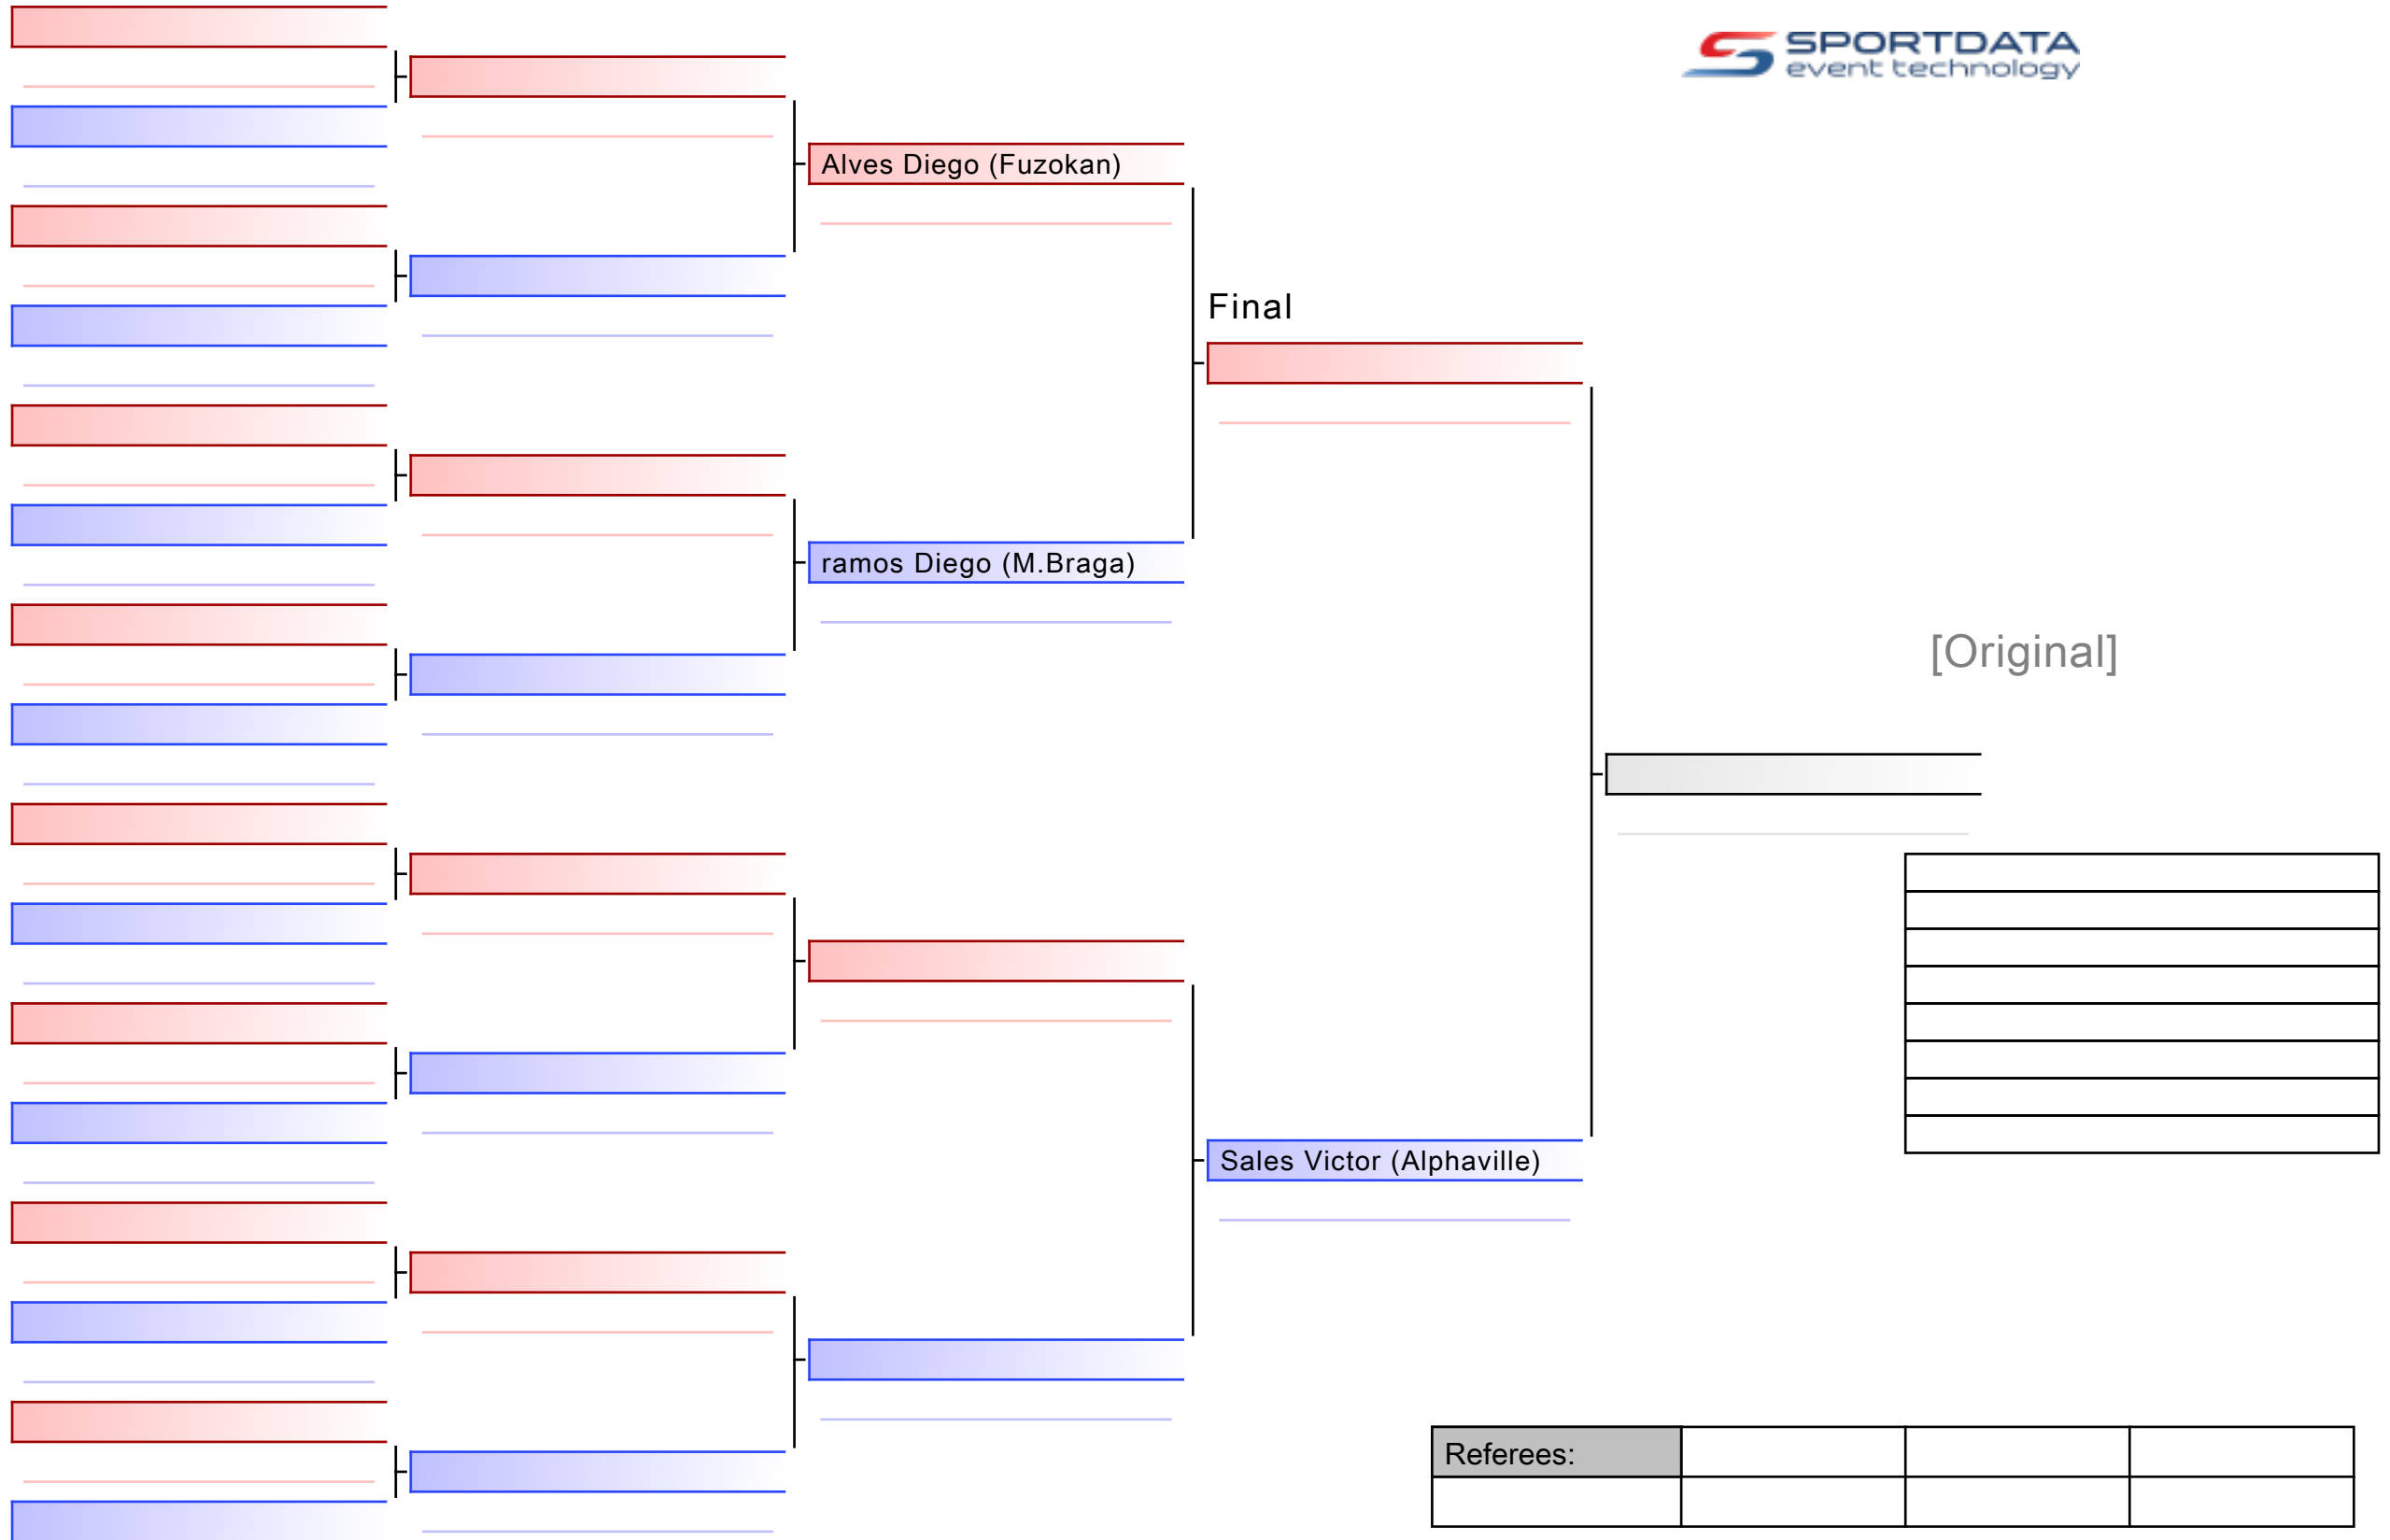 SPORTDATA
event technology
Alves Diego (Fuzokan)
Final
ramos Diego (M.Braga)
[Original]
Sales Victor (Alphaville)
Referees: